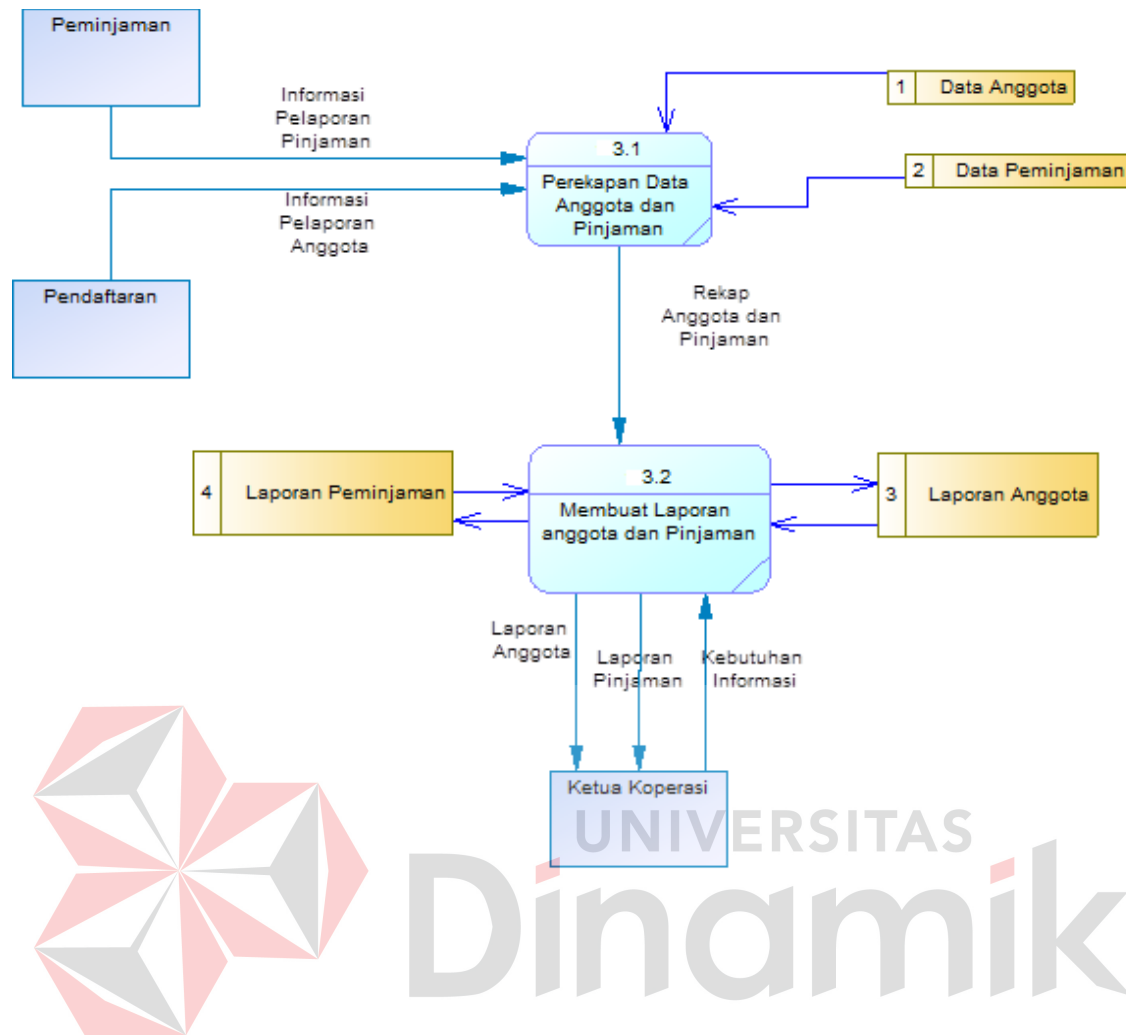 Peminjaman
Informasi
Pelaporan
Pinjaman
1 Data Anggota
3.1
Perekapan Data
Anggota dan
Pinjaman
2 Data Peminjaman
Informasi
Pelaporan
Anggota
Pendaftaran
Rekap
Anggota dan
Pinjaman
4 Laporan Peminjaman
3.2
Membuat Laporan
anggota dan Pinjaman
3 Laporan Anggota
Laporan
Anggota
Laporan
Pinjaman
Kebutuhan
Informasi
Ketua Koperasi
UNIVERSITAS
Dinamik